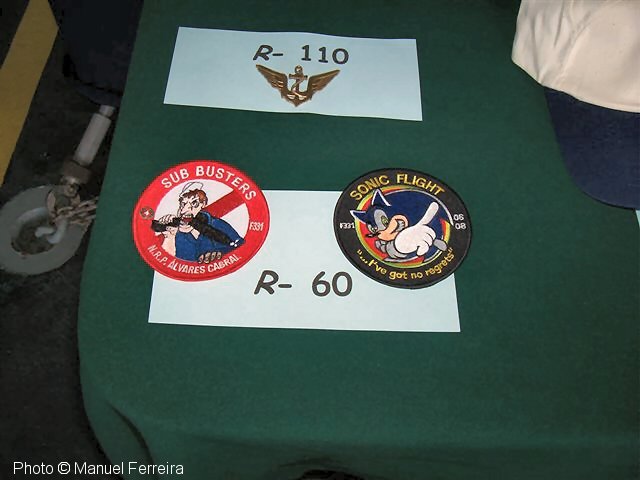 R- 110
SUB BUSTERS
F331
N.R.P. ÁLVARES CABRAL
SONIC FLIGHT
F331
06
08
"...I've got no regrets"
R- 60
Photo © Manuel Ferreira